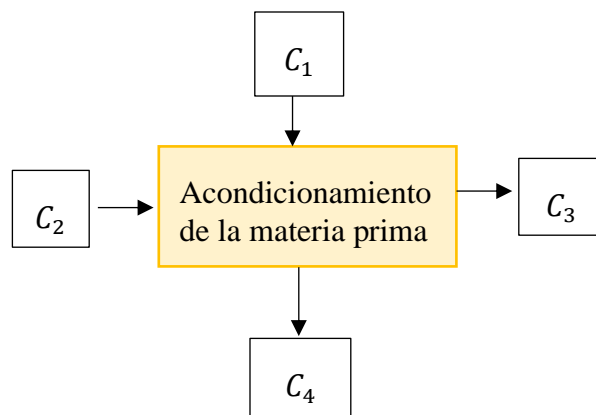 C₁
Acondicionamiento
de la materia prima
C₂
C₃
C₄